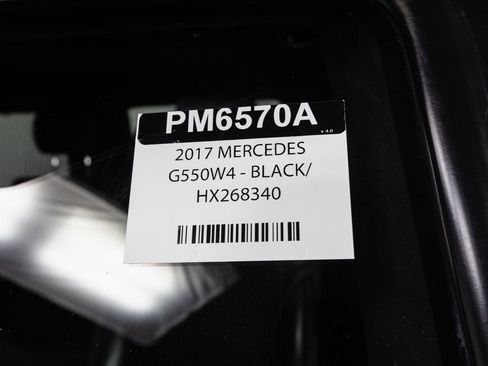 PM6570A
2017 MERCEDES
G550W4 - BLACK/
HX268340